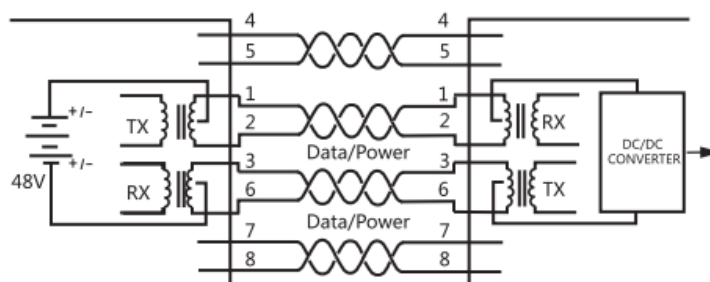 4 4
5 5
1 1
+/−
TX 2 2 RX
Data/Power
DC/DC
CONVERTER
+/−
3 3
48V
RX 6 6 TX
Data/Power
7 7
8 8